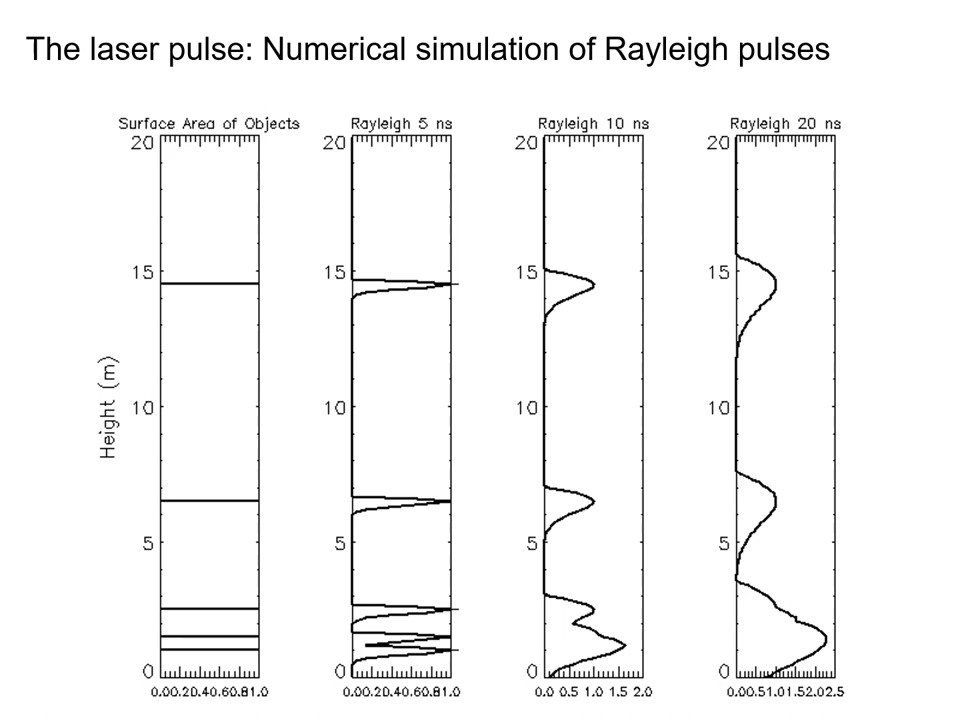 The laser pulse: Numerical simulation of Rayleigh pulses
Surface Area of Objects
Rayleigh 5 ns
Rayleigh 10 ns
Rayleigh 20 ns
20 20 20 20
15 15 15 15
Height (m)
10 10 10 10
5 5 5 5
0 0 0 0
0.00.20.40.60.81.0 0.00.20.40.60.81.0 0.0 0.5 1.0 1.5 2.0 0.00.51.01.52.02.5